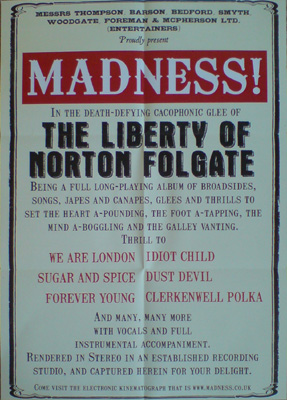 MESSRS THOMPSON, BARSON, BEDFORD, SMYTH,
WOODGATE, FOREMAN & MCPHERSON LTD.
(ENTERTAINERS)
Proudly present
MADNESS!
IN THE DEATH-DEFYING CACOPHONIC GLEE OF
THE LIBERTY OF
NORTON FOLGATE
BEING A FULL LONG-PLAYING ALBUM OF BROADSIDES,
SONGS, JAPES AND CANAPES, GLEES AND THRILLS TO
SET THE HEART A-POUNDING, THE FOOT A-TAPPING, THE
MIND A-BOGGLING AND THE GALLEY VANTING.
THRILL TO
WE ARE LONDON IDIOT CHILD
SUGAR AND SPICE DUST DEVIL
FOREVER YOUNG CLERKENWELL POLKA
AND MANY, MANY MORE
WITH VOCALS AND FULL
INSTRUMENTAL ACCOMPANIMENT.
RENDERED IN STEREO IN AN ESTABLISHED RECORDING
STUDIO, AND CAPTURED HEREIN FOR YOUR DELIGHT.
COME VISIT THE ELECTRONIC KINEMATOGRAPH THAT IS WWW.MADNESS.CO.UK